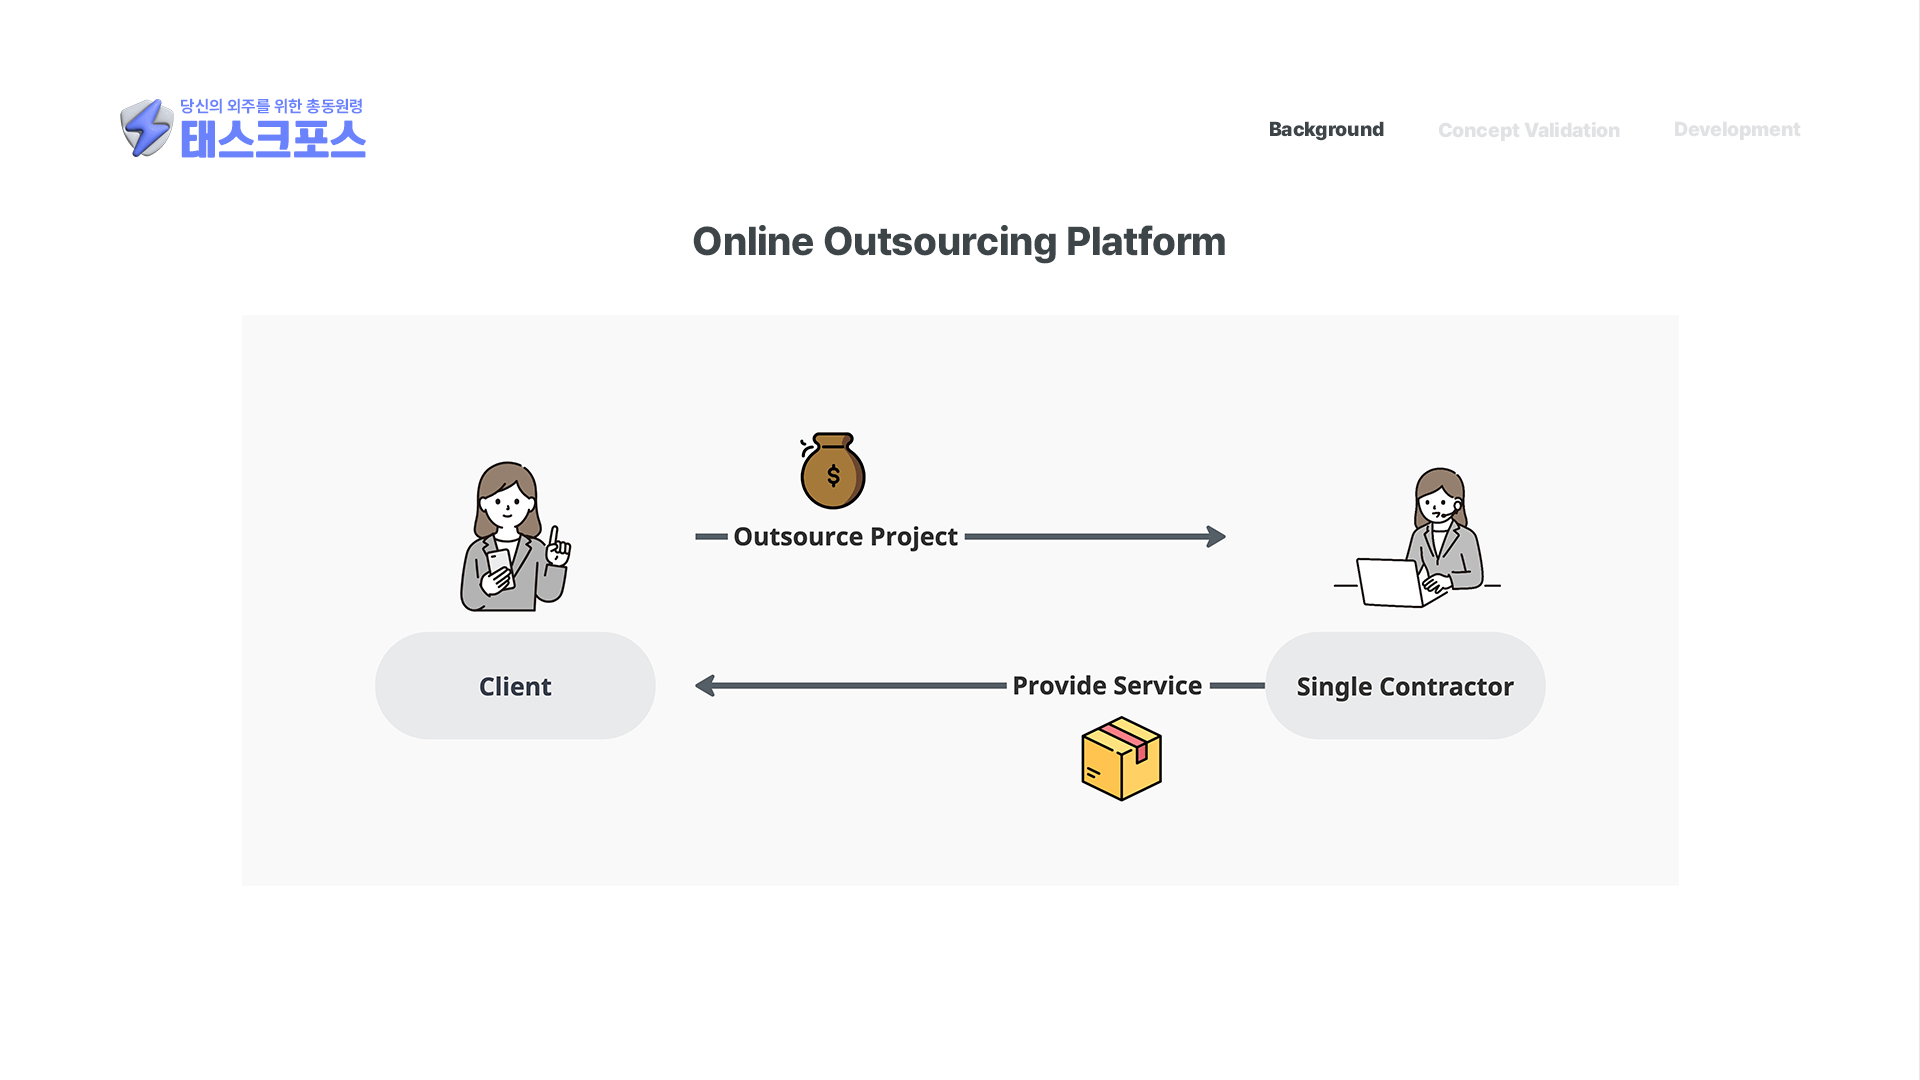 당신의 외주를 위한 총동원령
태스크포스
Background
Concept Validation
Development
Online Outsourcing Platform
$
Outsource Project
Client
Provide Service
Single Contractor